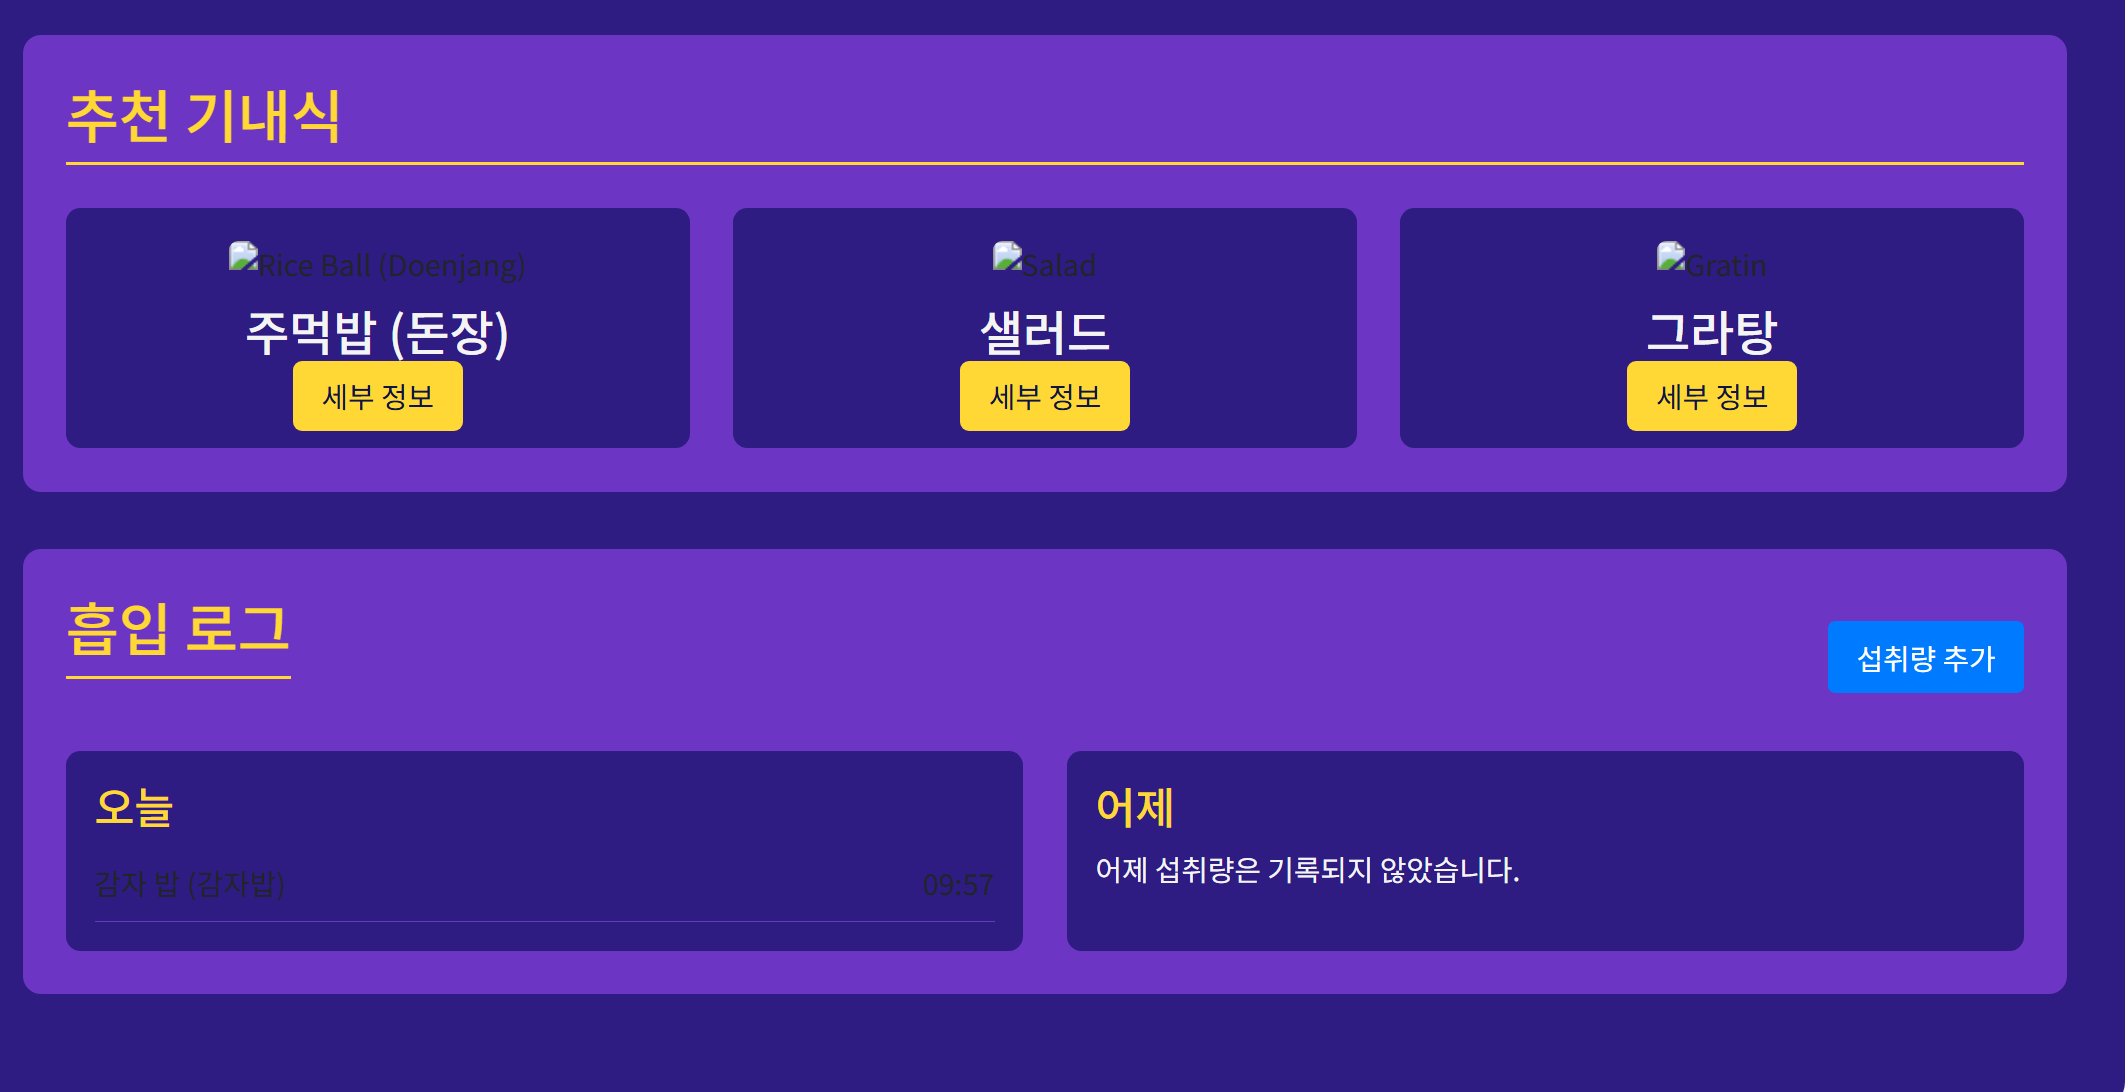 추천 기내식
Rice Ball (Doenjang)
주먹밥 (돈장)
세부 정보
Salad
샐러드
세부 정보
Gratin
그라탕
세부 정보
흡입 로그
섭취량 추가
오늘
감자 밥 (감자밥)
09:57
어제
어제 섭취량은 기록되지 않았습니다.